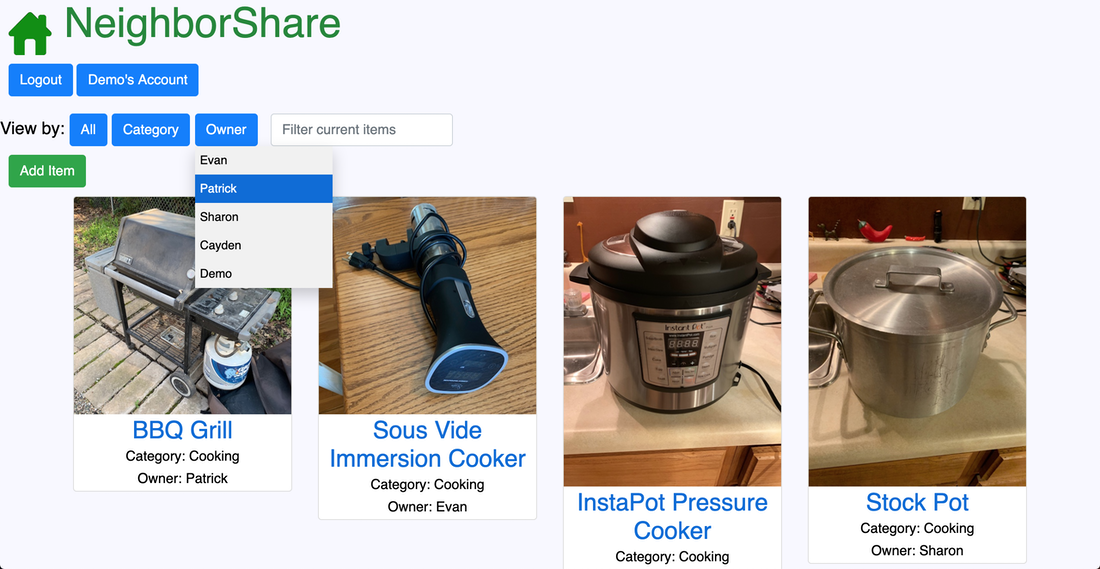 NeighborShare
Logout
Demo's Account
View by:
All
Category
Owner
Filter current items
Evan
Patrick
Sharon
Cayden
Demo
Add Item
BBQ Grill
Category: Cooking
Owner: Patrick
Sous Vide
Immersion Cooker
Category: Cooking
Owner: Evan
Instant Pot
InstaPot Pressure
Cooker
Category: Cooking
Stock Pot
Category: Cooking
Owner: Sharon